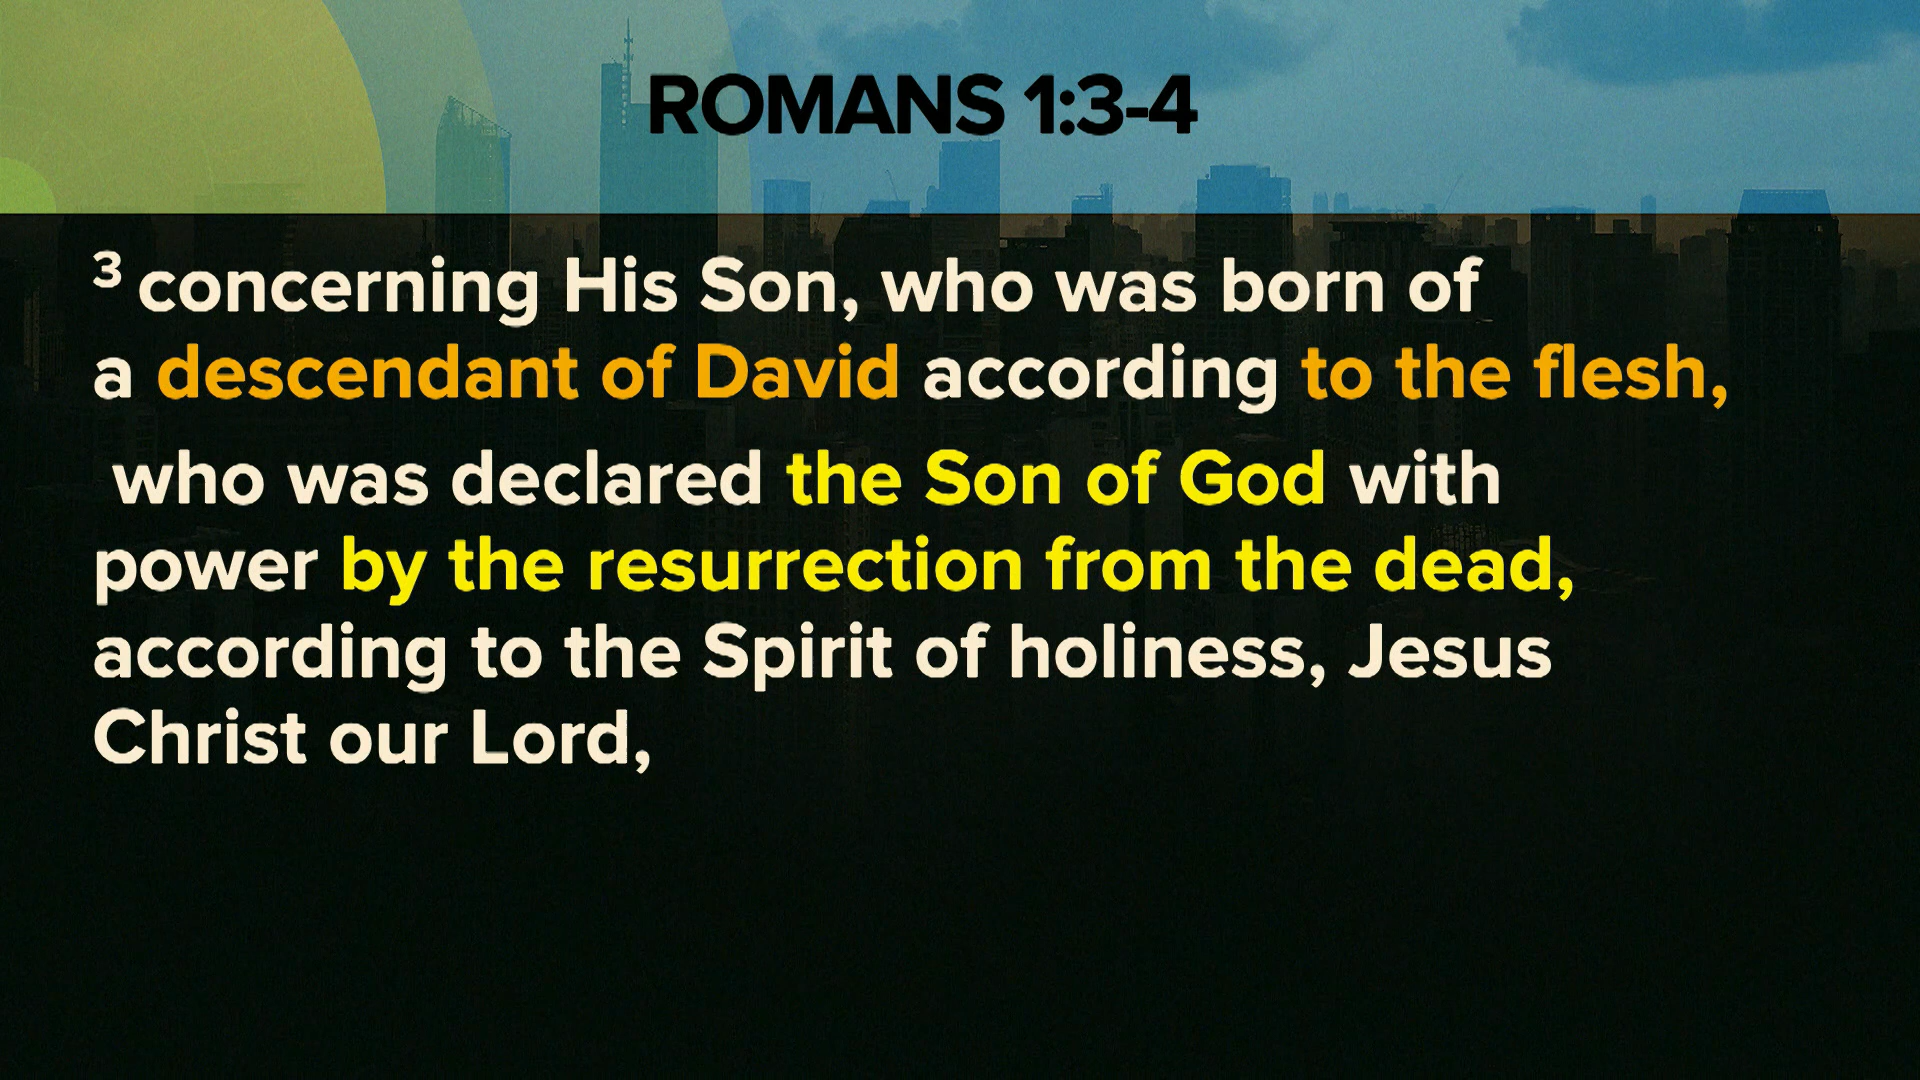 ROMANS 1:3-4
3 concerning His Son, who was born of
a descendant of David according to the flesh,
who was declared the Son of God with
power by the resurrection from the dead,
according to the Spirit of holiness, Jesus
Christ our Lord,